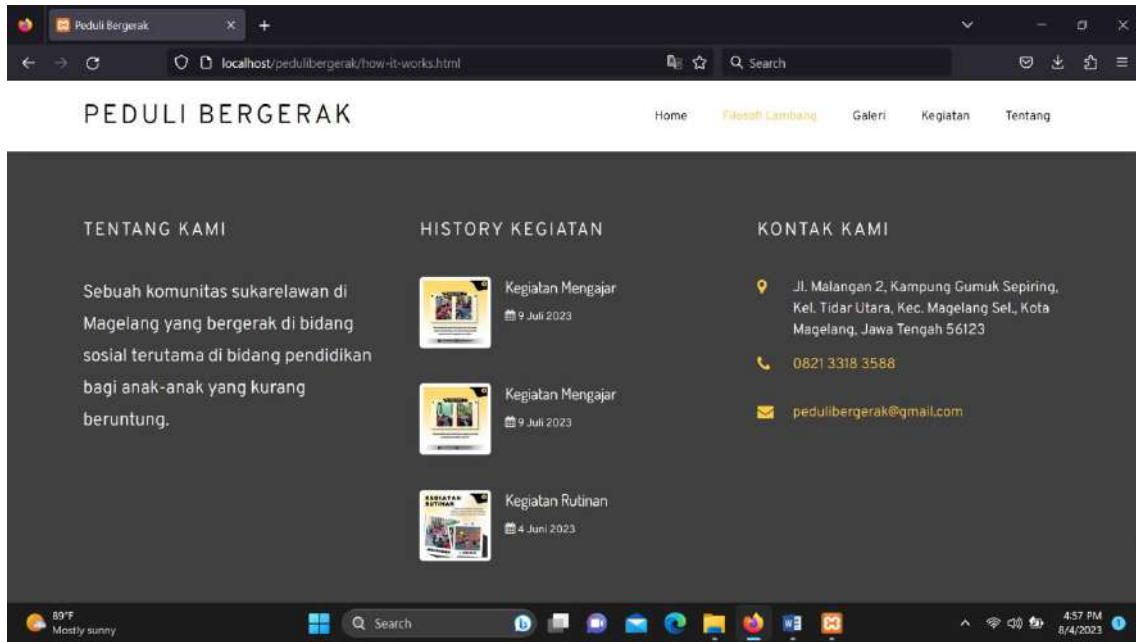 Peduli Bergerak
localhost/pedulibergerak/how-it-works.html
Search
PEDULI BERGERAK
Home
Filosofi Lambang
Galeri
Kegiatan
Tentang
TENTANG KAMI
Sebuah komunitas sukarelawan di
Magelang yang bergerak di bidang
sosial terutama di bidang pendidikan
bagi anak-anak yang kurang
beruntung.
HISTORY KEGIATAN
Kegiatan Mengajar
9 Juli 2023
Kegiatan Mengajar
9 Juli 2023
KEGIATAN
RUTINAN
Kegiatan Rutinan
4 Juni 2023
KONTAK KAMI
Jl. Malangan 2, Kampung Gumuk Sepiring,
Kel. Tidar Utara, Kec. Magelang Sel., Kota
Magelang, Jawa Tengah 56123
0821 3318 3588
pedulibergerak@gmail.com
89°F
Mostly sunny
Search
4:57 PM
8/4/2023
1